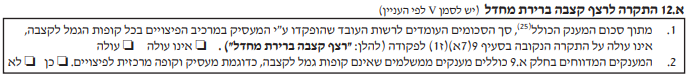 א.12 התקרה לרצף קצבה ברירת מחדל (יש לסמן V לפי העניין)
1. מתוך סכום המענק הכולל(25), סך הסכומים העומדים לרשות העובד שהופקדו ע"י המעסיק במרכיב הפיצויים בכל קופות הגמל לקצבה,
אינו עולה על התקרה הנקובה בסעיף 9(7א)(ז1) לפקודה (להלן: "רצף קצבה ברירת מחדל"). ☐ אינו עולה ☐ עולה
2. המענקים המדווחים בחלק א.9 כוללים מענקים ממשלמים שאינם קופות גמל לקצבה, כדוגמת מעסיק וקופה מרכזית לפיצויים. ☐ כן ☐ לא